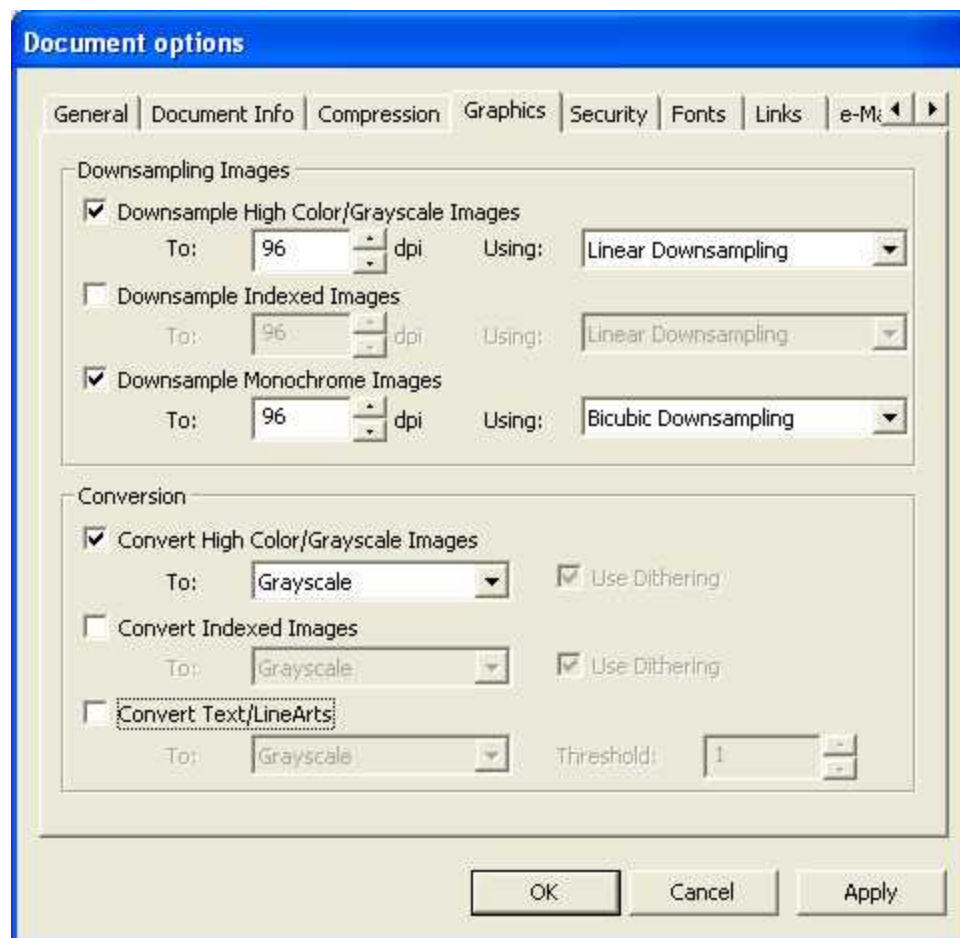 Document options
General Document Info Compression Graphics Security Fonts Links e-Ma
Downsampling Images
Downsample High Color/Grayscale Images
To: 96 dpi Using: Linear Downsampling
Downsample Indexed Images
To: 96 dpi Using: Linear Downsampling
Downsample Monochrome Images
To: 96 dpi Using: Bicubic Downsampling
Conversion
Convert High Color/Grayscale Images
To: Grayscale Use Dithering
Convert Indexed Images
To: Grayscale Use Dithering
Convert Text/LineArts
To: Grayscale Threshold: 1
OK Cancel Apply